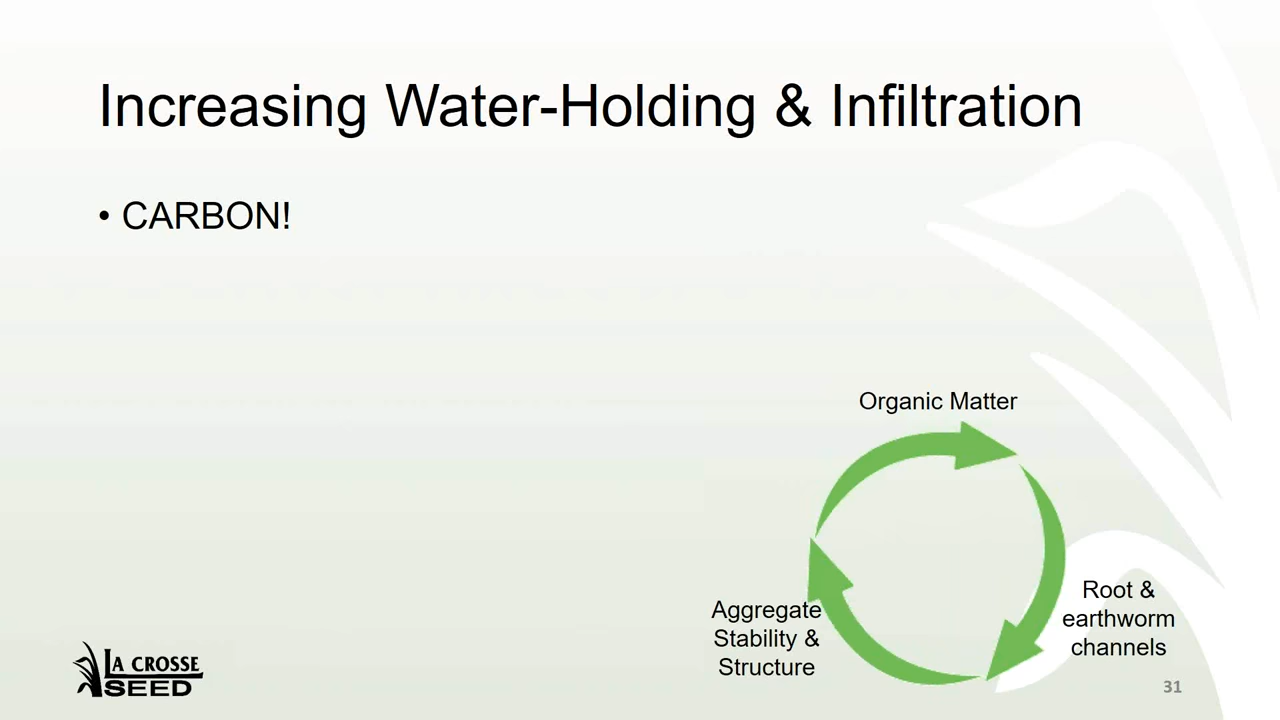 Increasing Water-Holding & Infiltration
• CARBON!
Organic Matter
Root &
earthworm
channels
Aggregate
Stability &
Structure
LA CROSSE
SEED
31